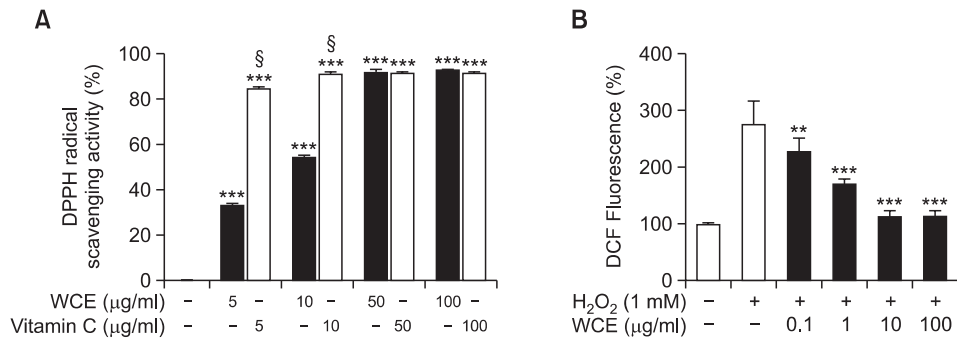 A
§
§
*** *** *** *** *** *** *** ***
DPPH radical
scavenging activity (%)
100
80
60
40
20
0
WCE (μg/ml) – 5 – 10 – 50 – 100 –
Vitamin C (μg/ml) – – 5 – 10 – 50 – 100
B
DCF Fluorescence (%)
400
300
200
100
0
**
***
*** ***
H₂O₂ (1 mM) – + + + + +
WCE (μg/ml) – – 0.1 1 10 100